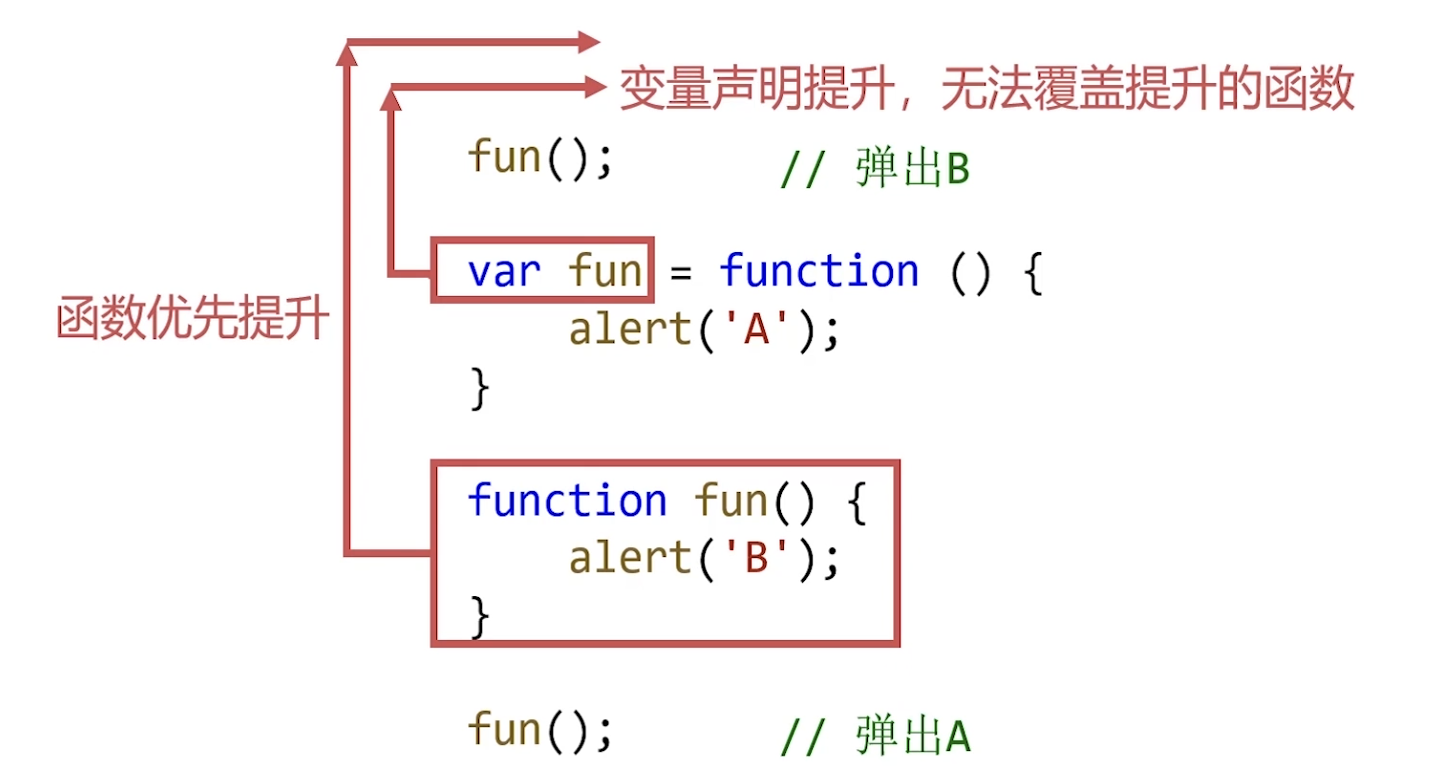 变量声明提升，无法覆盖提升的函数
fun(); // 弹出B
var fun = function () {
alert('A');
}
函数优先提升
function fun() {
alert('B');
}
fun(); // 弹出A